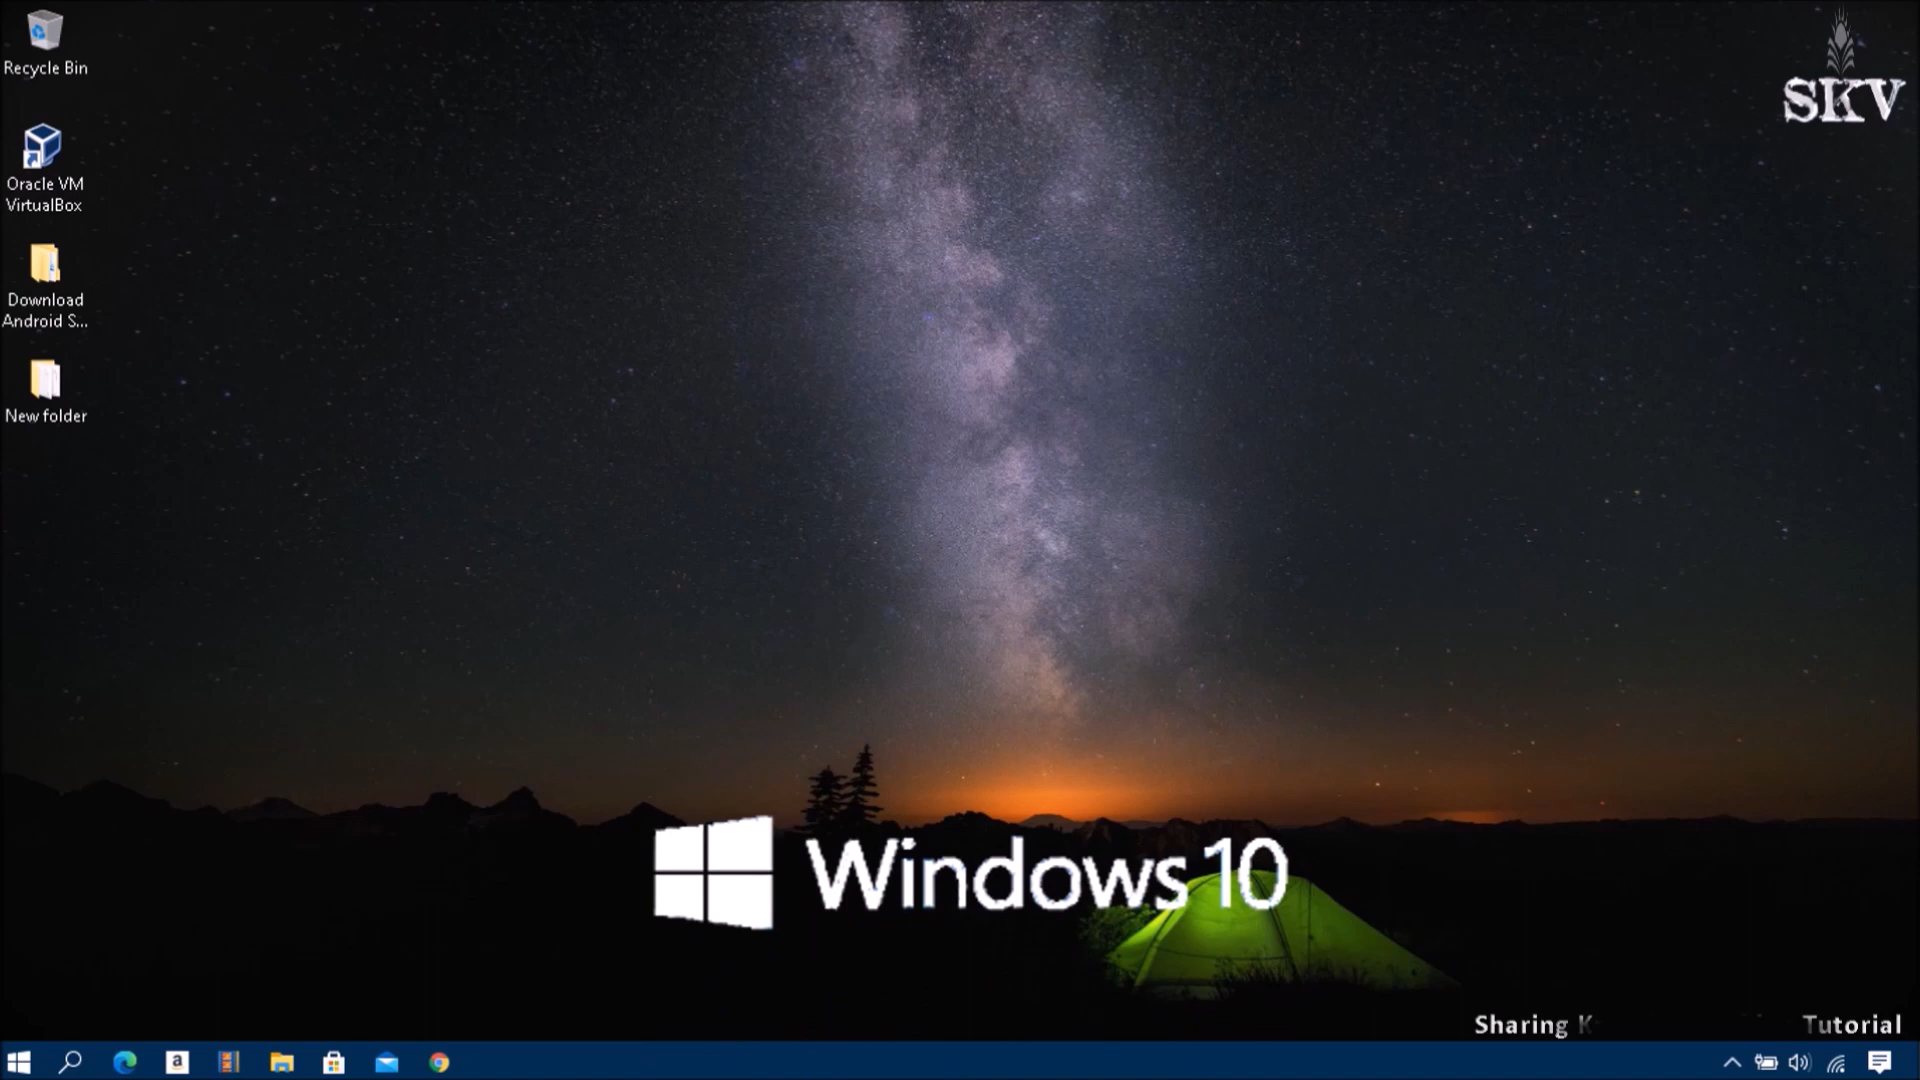 Recycle Bin
Oracle VM
VirtualBox
Download
Android S...
New folder
SKV
Windows 10
Sharing K
Tutorial
a